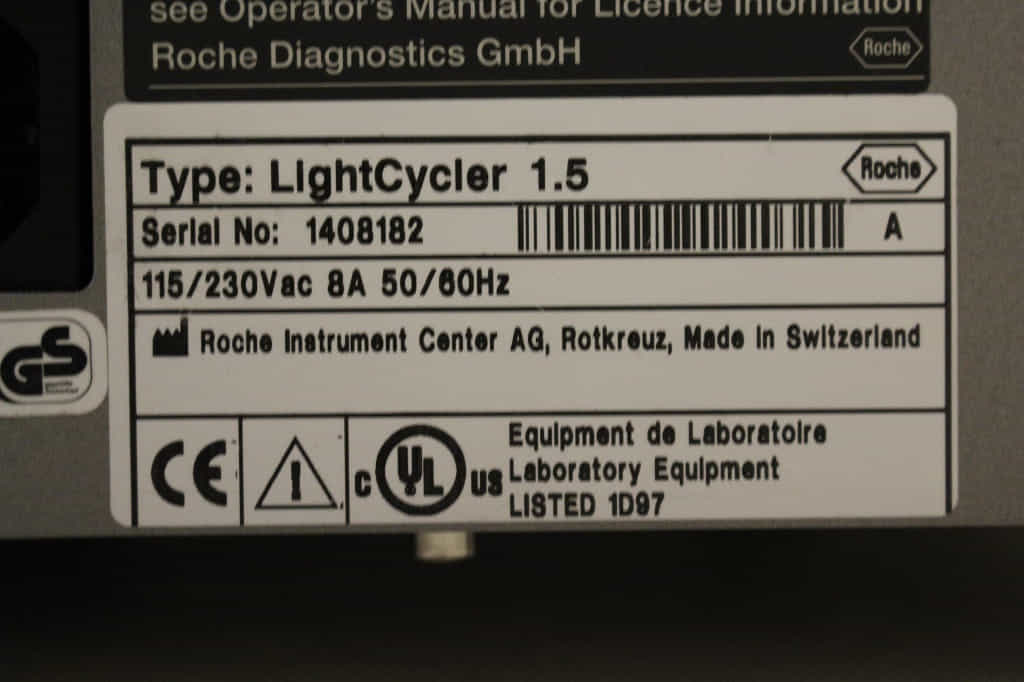 see Operator's Manual for Licence Information
Roche Diagnostics GmbH
Roche
Type: LightCycler 1.5
Roche
Serial No: 1408182
A
115/230Vac 8A 50/60Hz
Roche Instrument Center AG, Rotkreuz, Made in Switzerland
GS
CE
C UL US
Equipment de Laboratoire
Laboratory Equipment
LISTED 1D97